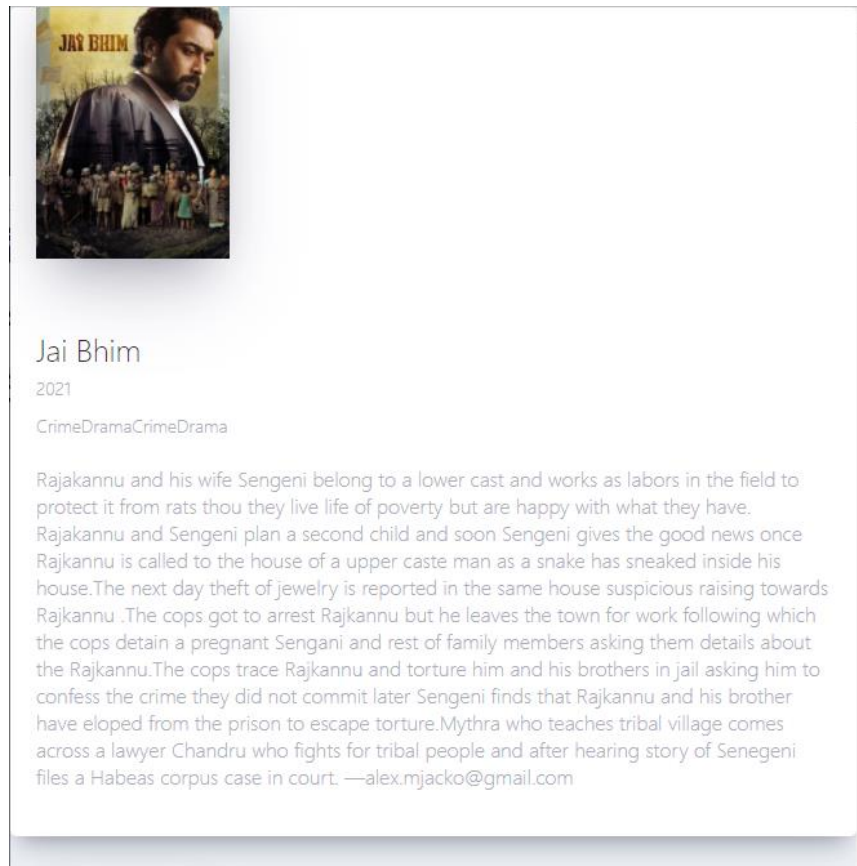 JAI BHIM
Jai Bhim
2021
CrimeDramaCrimeDrama
Rajakannu and his wife Sengeni belong to a lower cast and works as labors in the field to
protect it from rats thou they live life of poverty but are happy with what they have.
Rajakannu and Sengeni plan a second child and soon Sengeni gives the good news once
Rajkannu is called to the house of a upper caste man as a snake has sneaked inside his
house.The next day theft of jewelry is reported in the same house suspicious raising towards
Rajkannu .The cops got to arrest Rajkannu but he leaves the town for work following which
the cops detain a pregnant Sengani and rest of family members asking them details about
the Rajkannu.The cops trace Rajkannu and torture him and his brothers in jail asking him to
confess the crime they did not commit later Sengeni finds that Rajkannu and his brother
have eloped from the prison to escape torture.Mythra who teaches tribal village comes
across a lawyer Chandru who fights for tribal people and after hearing story of Senegeni
files a Habeas corpus case in court. —alex.mjacko@gmail.com